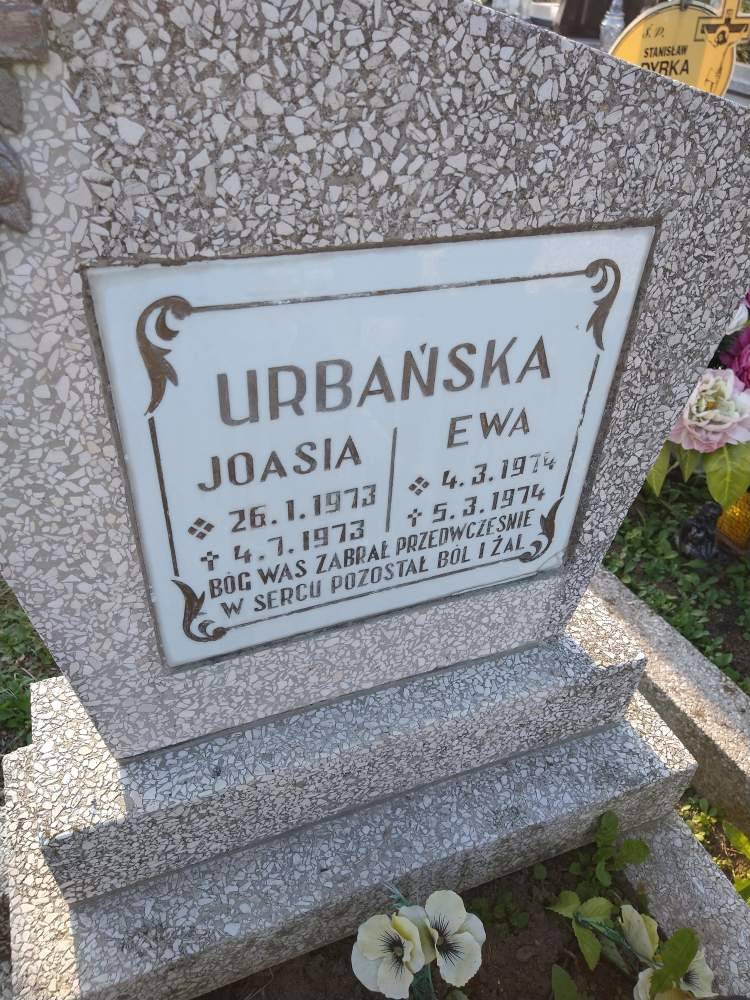 Ś. P.
STANISŁAW
DYRKA
URBAŃSKA
JOASIA
26.1.1973
4.7.1973
EWA
4.3.1974
5.3.1974
BÓG WAS ZABRAŁ PRZEDWCZEŚNIE
W SERCU POZOSTAŁ BÓL I ŻAL